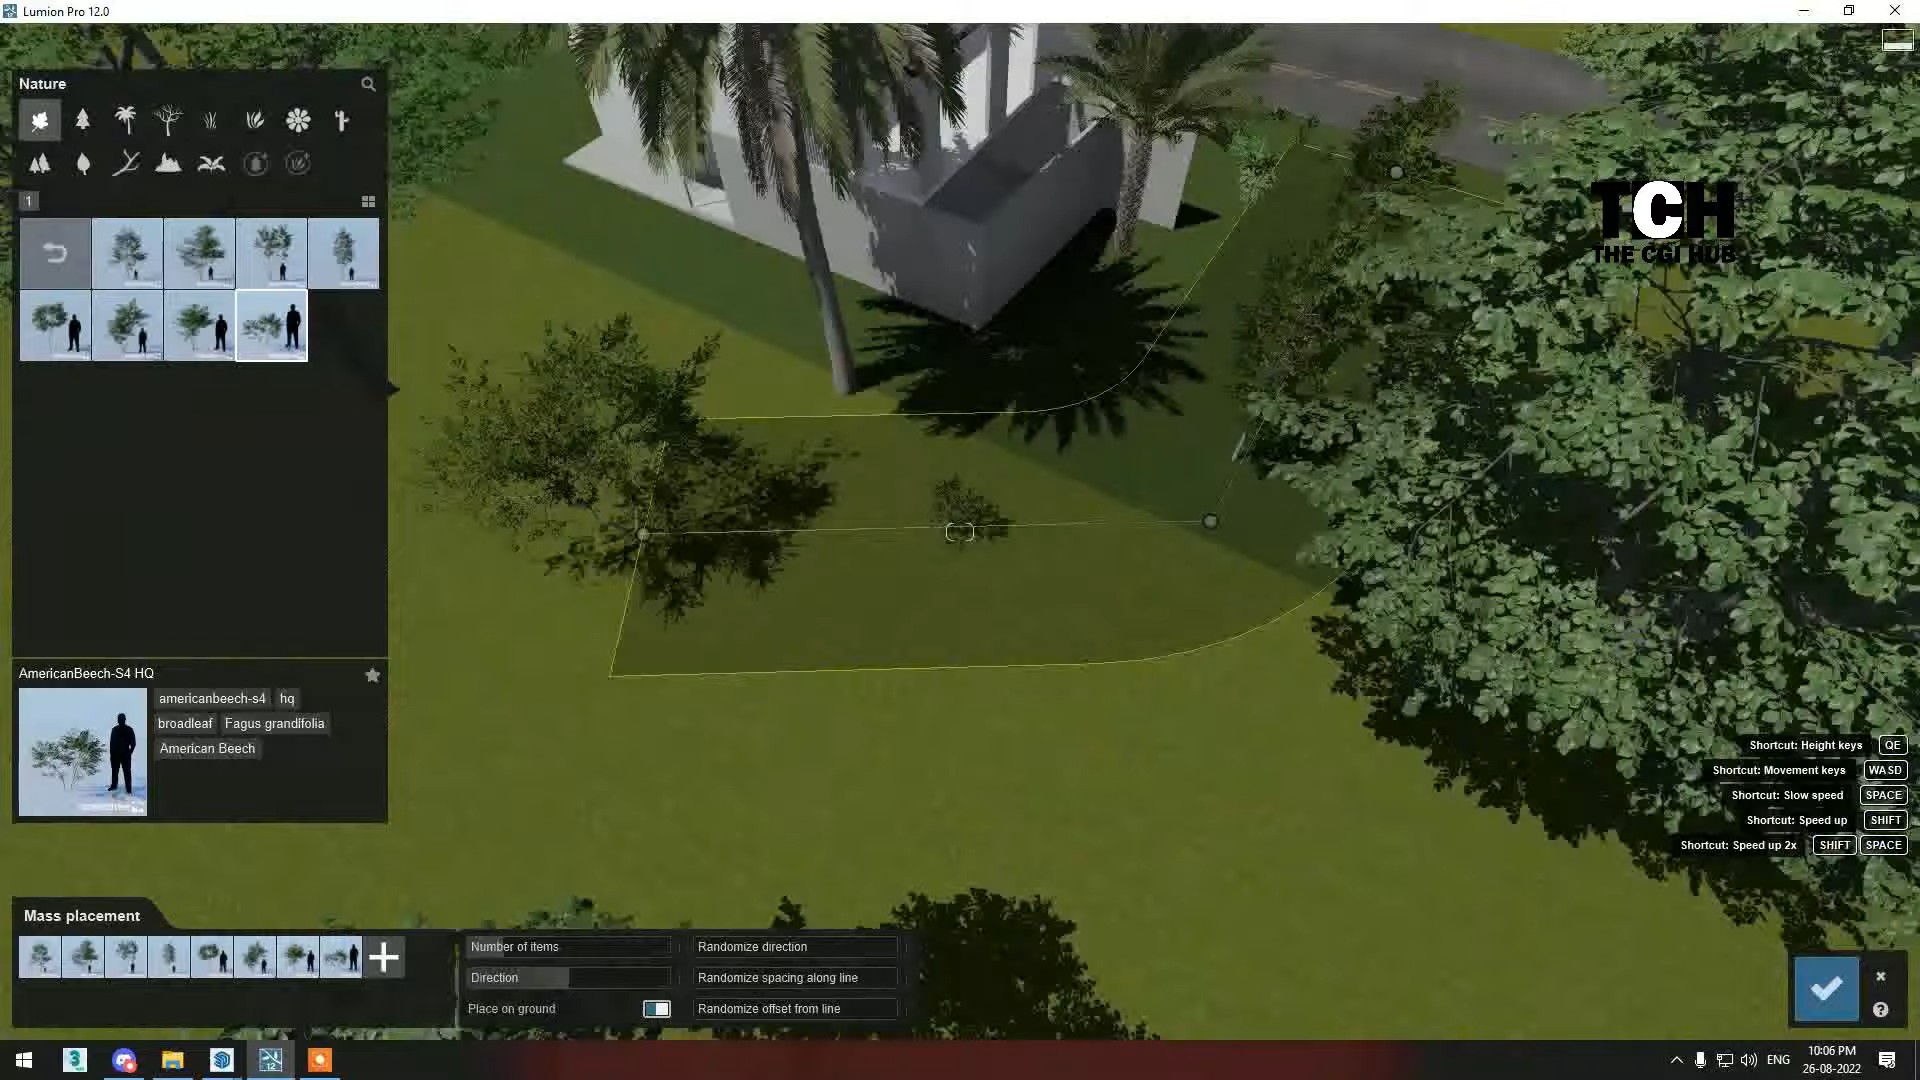 Lumion Pro 12.0
Nature
1
AmericanBeech-S4 HQ
americanbeech-s4 hq
broadleaf Fagus grandifolia
American Beech
TCH
THE CGI HUB
Shortcut: Height keys QE
Shortcut: Movement keys WASD
Shortcut: Slow speed SPACE
Shortcut: Speed up SHIFT
Shortcut: Speed up 2x SHIFT SPACE
Mass placement
Number of items
Direction
Place on ground
Randomize direction
Randomize spacing along line
Randomize offset from line
3
12
ENG
10:06 PM
26-08-2022